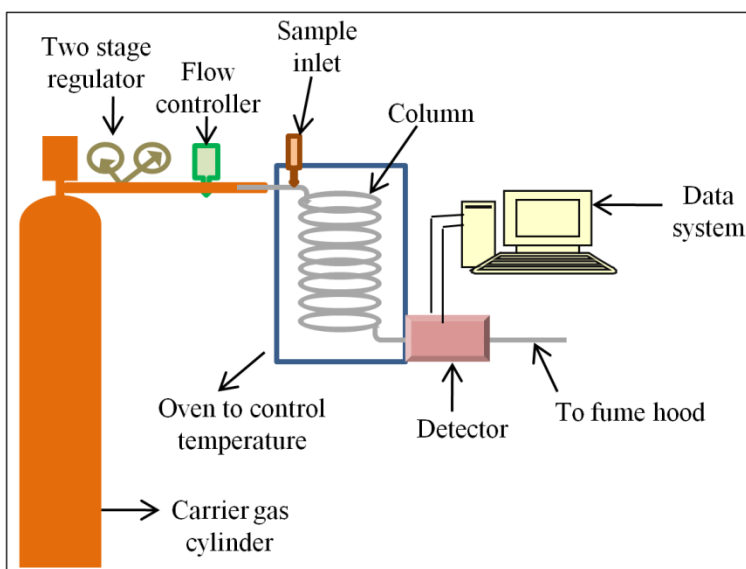 Two stage
regulator
Flow
controller
Sample
inlet
Column
Data
system
Oven to control
temperature
Detector
To fume hood
Carrier gas
cylinder